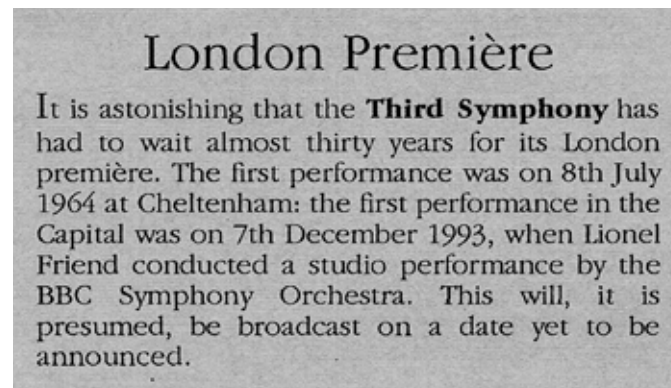 London Première
It is astonishing that the Third Symphony has
had to wait almost thirty years for its London
première. The first performance was on 8th July
1964 at Cheltenham: the first performance in the
Capital was on 7th December 1993, when Lionel
Friend conducted a studio performance by the
BBC Symphony Orchestra. This will, it is
presumed, be broadcast on a date yet to be
announced.